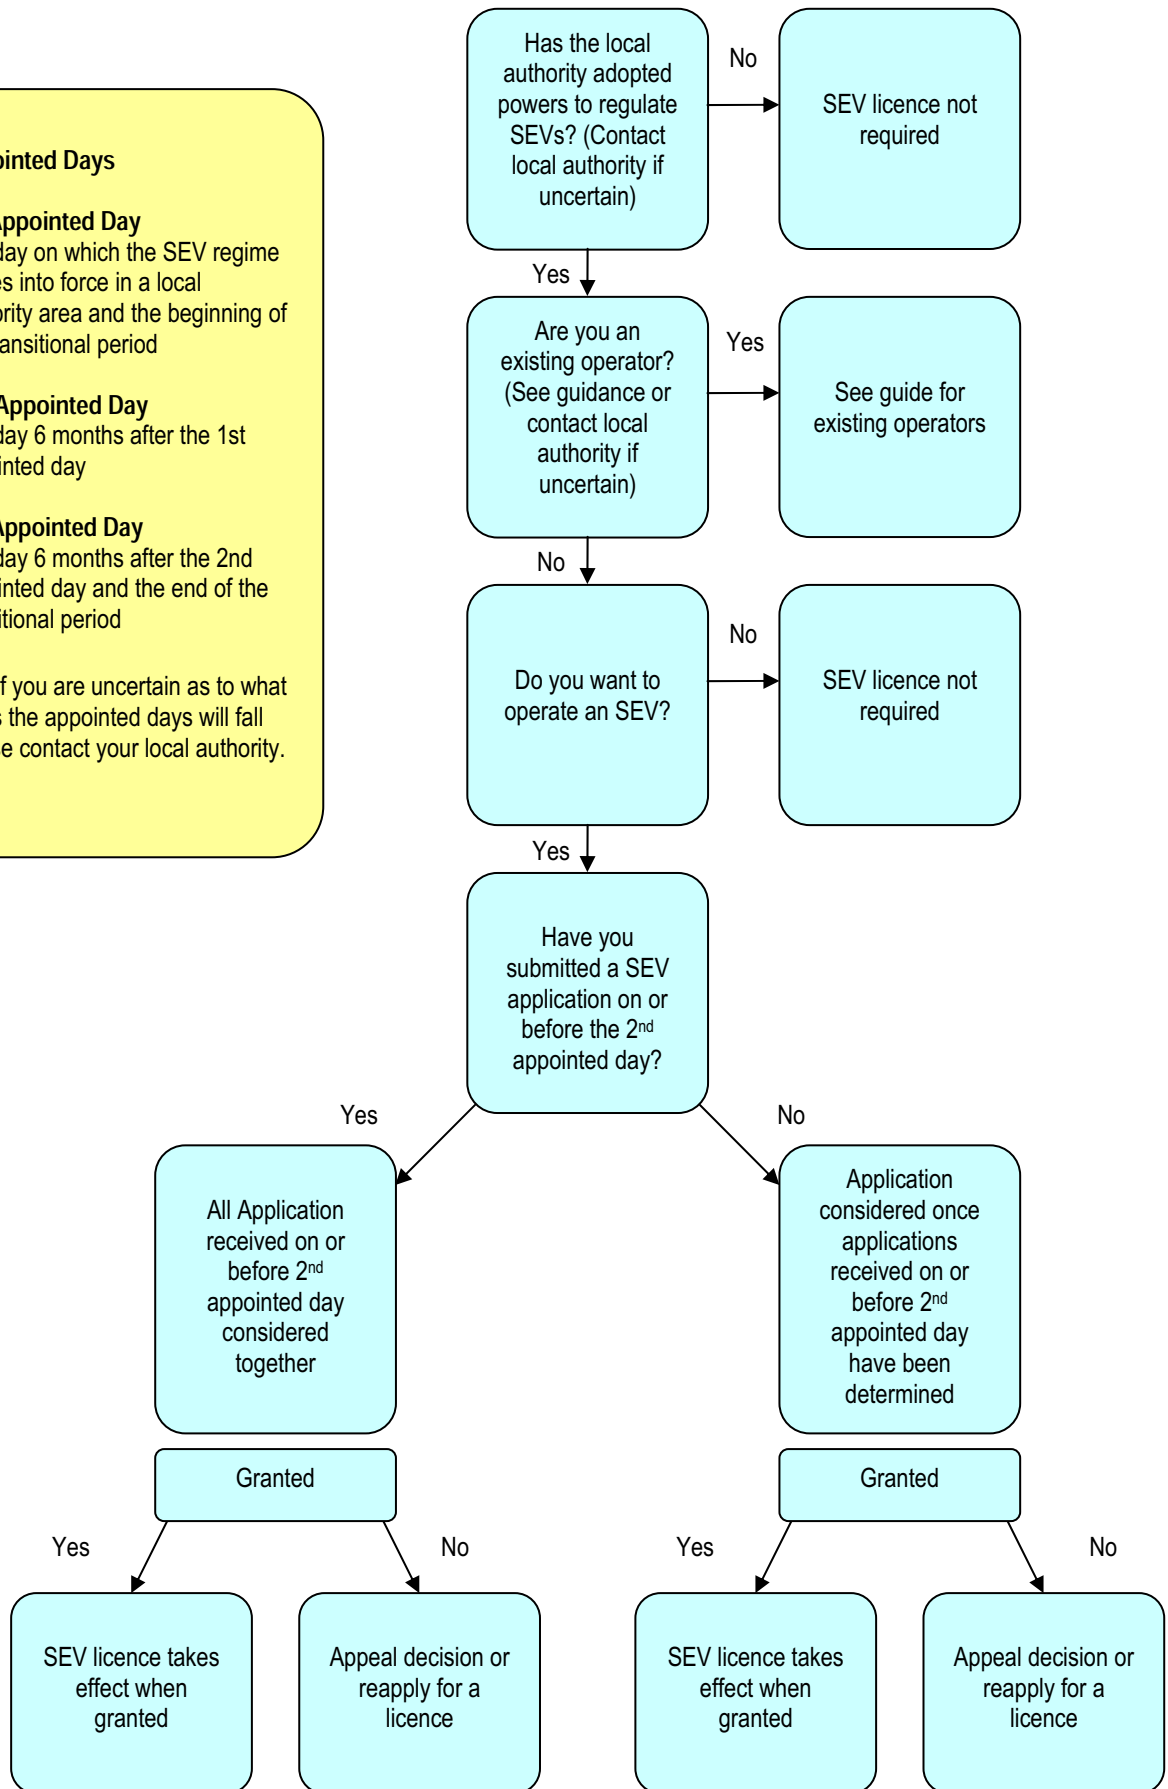 ointed Days
Appointed Day
day on which the SEV regime
es into force in a local
ority area and the beginning of
ansitional period
Appointed Day
day 6 months after the 1st
inted day
Appointed Day
day 6 months after the 2nd
inted day and the end of the
itional period
f you are uncertain as to what
s the appointed days will fall
se contact your local authority.
Has the local
authority adopted
powers to regulate
SEVs? (Contact
local authority if
uncertain)
No
SEV licence not
required
Yes
Are you an
existing operator?
(See guidance or
contact local
authority if
uncertain)
Yes
See guide for
existing operators
No
Do you want to
operate an SEV?
No
SEV licence not
required
Yes
Have you
submitted a SEV
application on or
before the 2nd
appointed day?
Yes
No
All Application
received on or
before 2nd
appointed day
considered
together
Application
considered once
applications
received on or
before 2nd
appointed day
have been
determined
Granted
Granted
Yes
No
Yes
No
SEV licence takes
effect when
granted
Appeal decision or
reapply for a
licence
SEV licence takes
effect when
granted
Appeal decision or
reapply for a
licence